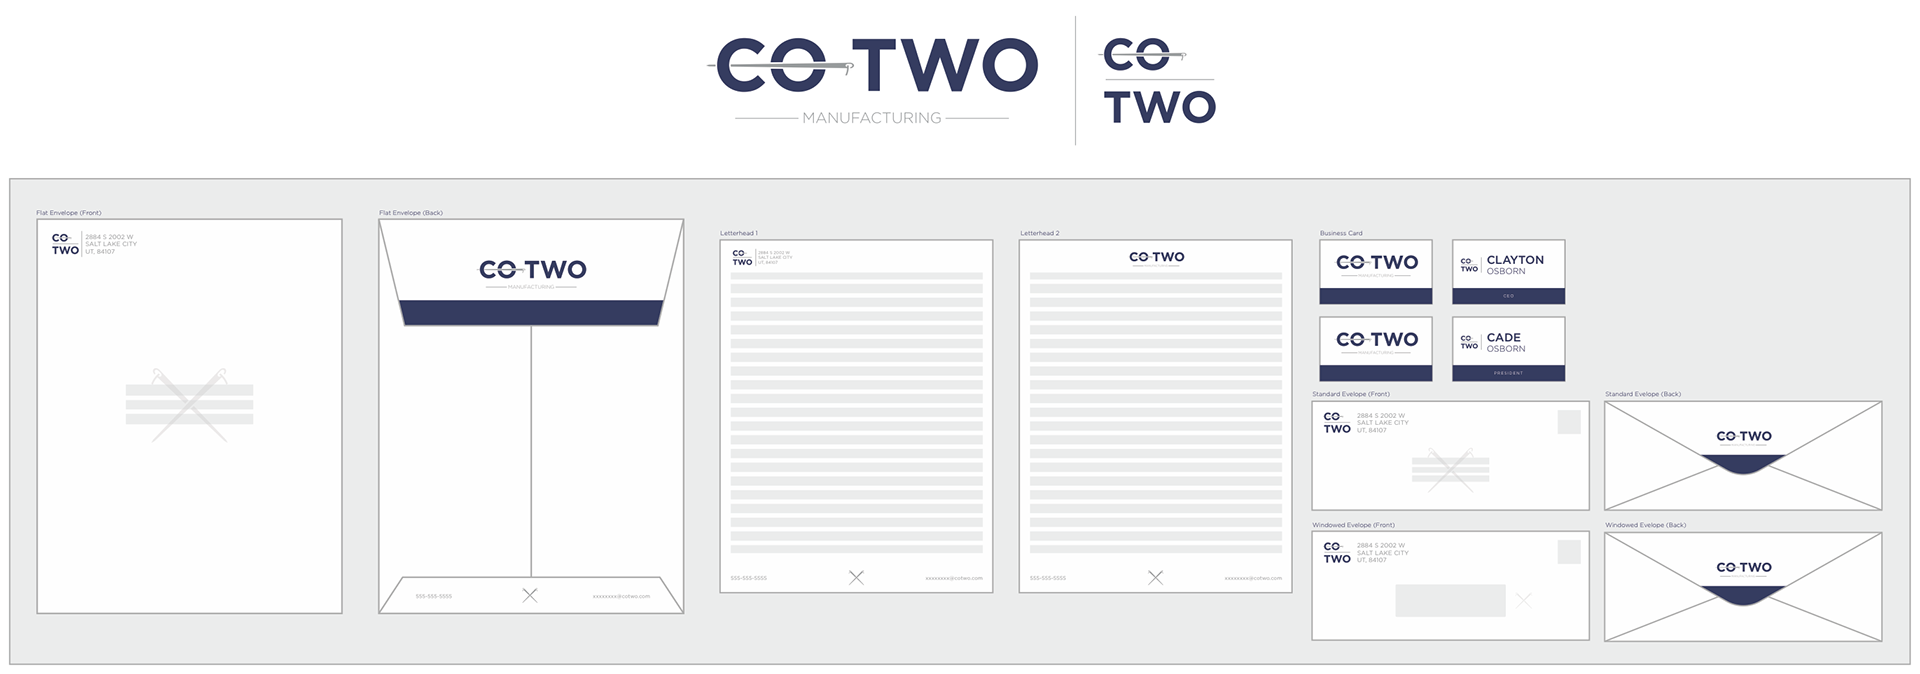 CO TWO
MANUFACTURING
CO
TWO
Flat Envelope (Front)
CO
TWO
2884 S 2002 W
SALT LAKE CITY
UT, 84107
Flat Envelope (Back)
CO TWO
MANUFACTURING
555-555-5555
xxxxxxxx@cotwo.com
Letterhead 1
CO
TWO
2884 S 2002 W
SALT LAKE CITY
UT, 84107
555-555-5555
xxxxxxxx@cotwo.com
Letterhead 2
CO TWO
MANUFACTURING
555-555-5555
xxxxxxxx@cotwo.com
Business Card
CO TWO
MANUFACTURING
CO
TWO
CLAYTON
OSBORN
CEO
CO TWO
MANUFACTURING
CO
TWO
CADE
OSBORN
PRESIDENT
Standard Evelope (Front)
CO
TWO
2884 S 2002 W
SALT LAKE CITY
UT, 84107
Standard Evelope (Back)
CO TWO
MANUFACTURING
Windowed Evelope (Front)
CO
TWO
2884 S 2002 W
SALT LAKE CITY
UT, 84107
Windowed Evelope (Back)
CO TWO
MANUFACTURING